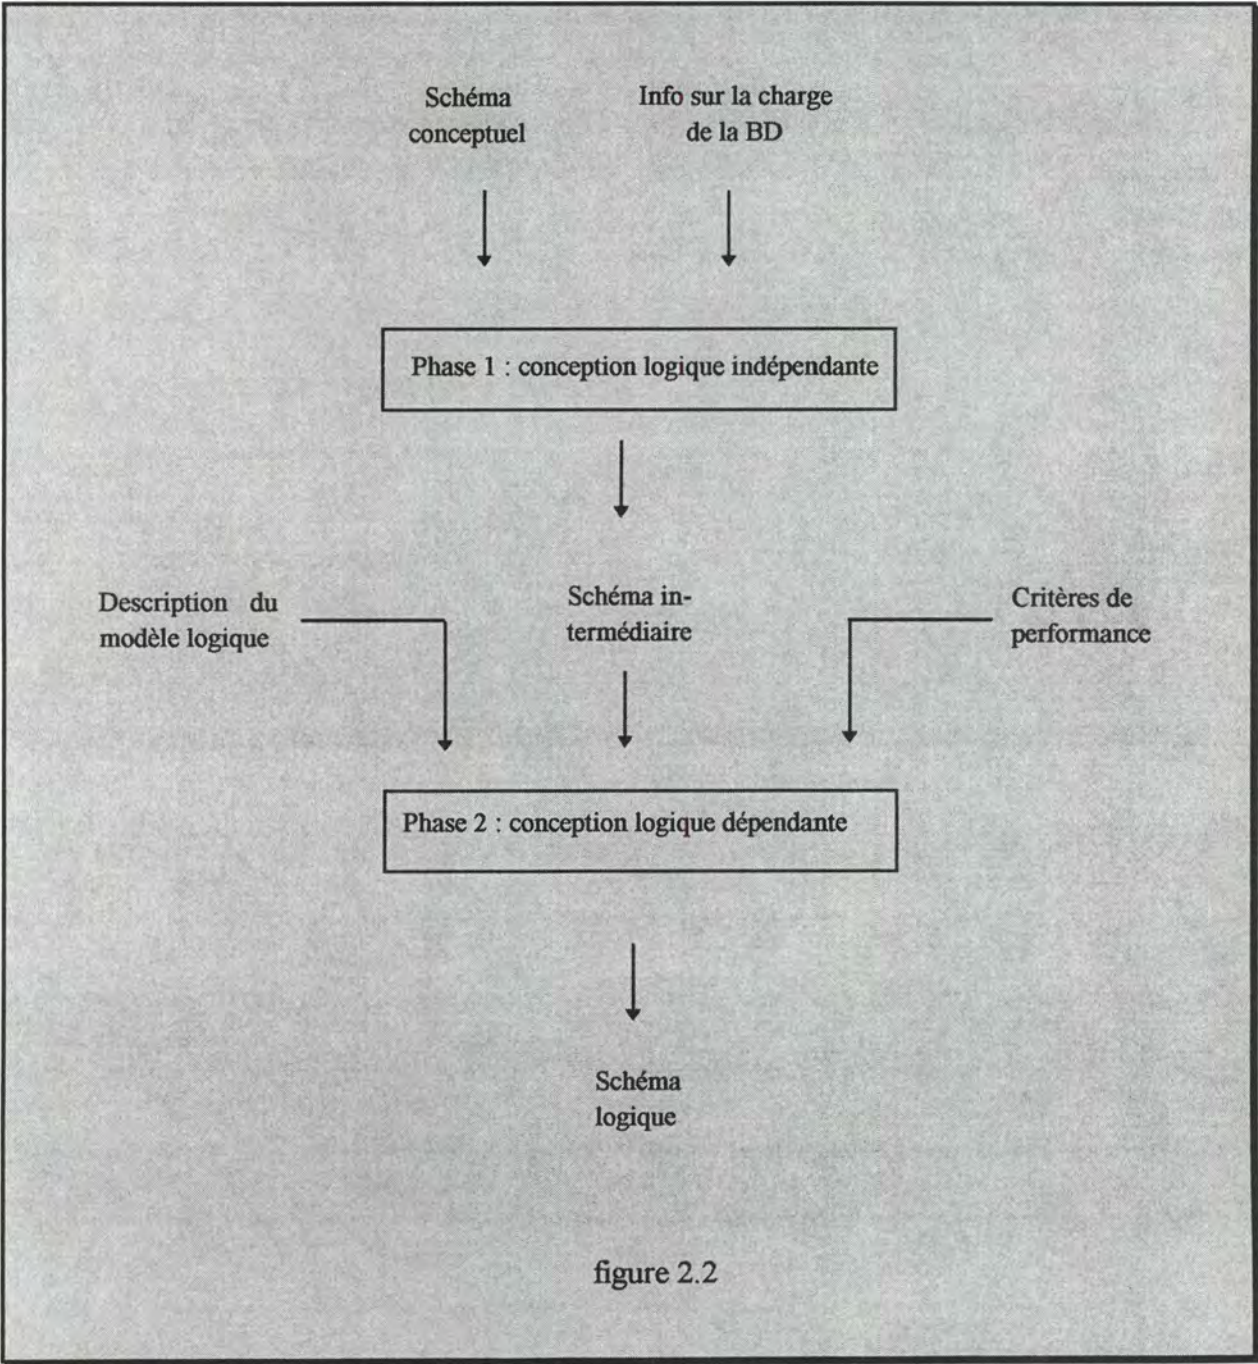 Schéma
conceptuel
Info sur la charge
de la BD
Phase 1 : conception logique indépendante
Description du
modèle logique
Schéma in-
termédiaire
Critères de
performance
Phase 2 : conception logique dépendante
Schéma
logique
figure 2.2